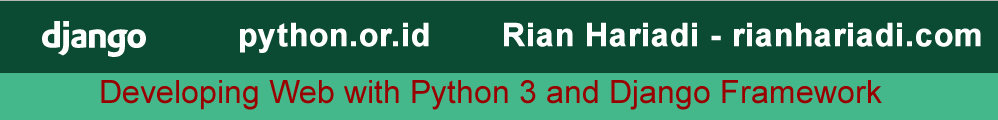 django python.or.id Rian Hariadi - rianhariadi.com
Developing Web with Python 3 and Django Framework